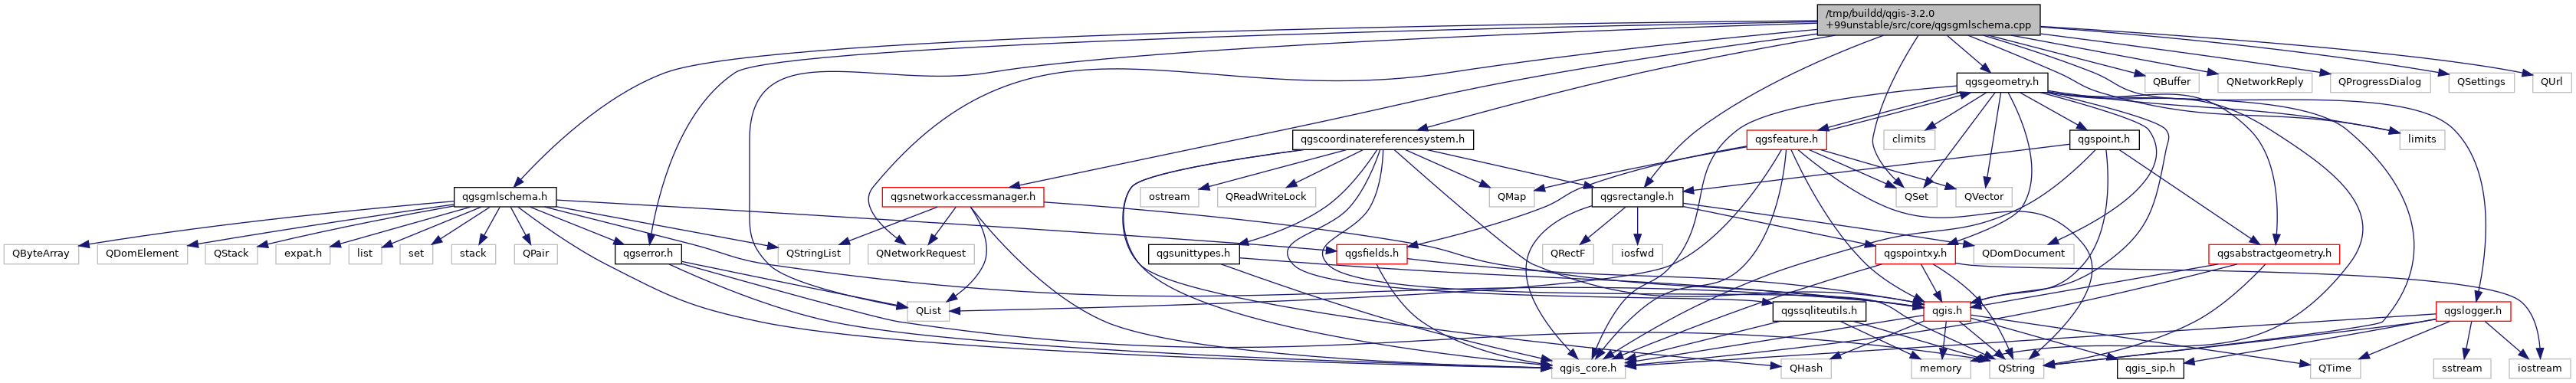 /tmp/buildd/qgis-3.2.0
+99unstable/src/core/qgsgmlschema.cpp
qgsgeometry.h
QBuffer
QNetworkReply
QProgressDialog
QSettings
QUrl
qgscoordinatereferencesystem.h
qgsfeature.h
climits
qgspoint.h
limits
qgsgmlschema.h
qgsnetworkaccessmanager.h
ostream
QReadWriteLock
QMap
qgsrectangle.h
QSet
QVector
QByteArray
QDomElement
QStack
expat.h
list
set
stack
QPair
qgserror.h
QStringList
QNetworkRequest
qgsunittypes.h
qgsfields.h
QRectF
iosfwd
qgspointxy.h
QDomDocument
qgsabstractgeometry.h
QList
qgssqliteutils.h
qgis.h
qgslogger.h
qgis_core.h
QHash
memory
QString
qgis_sip.h
QTime
sstream
iostream